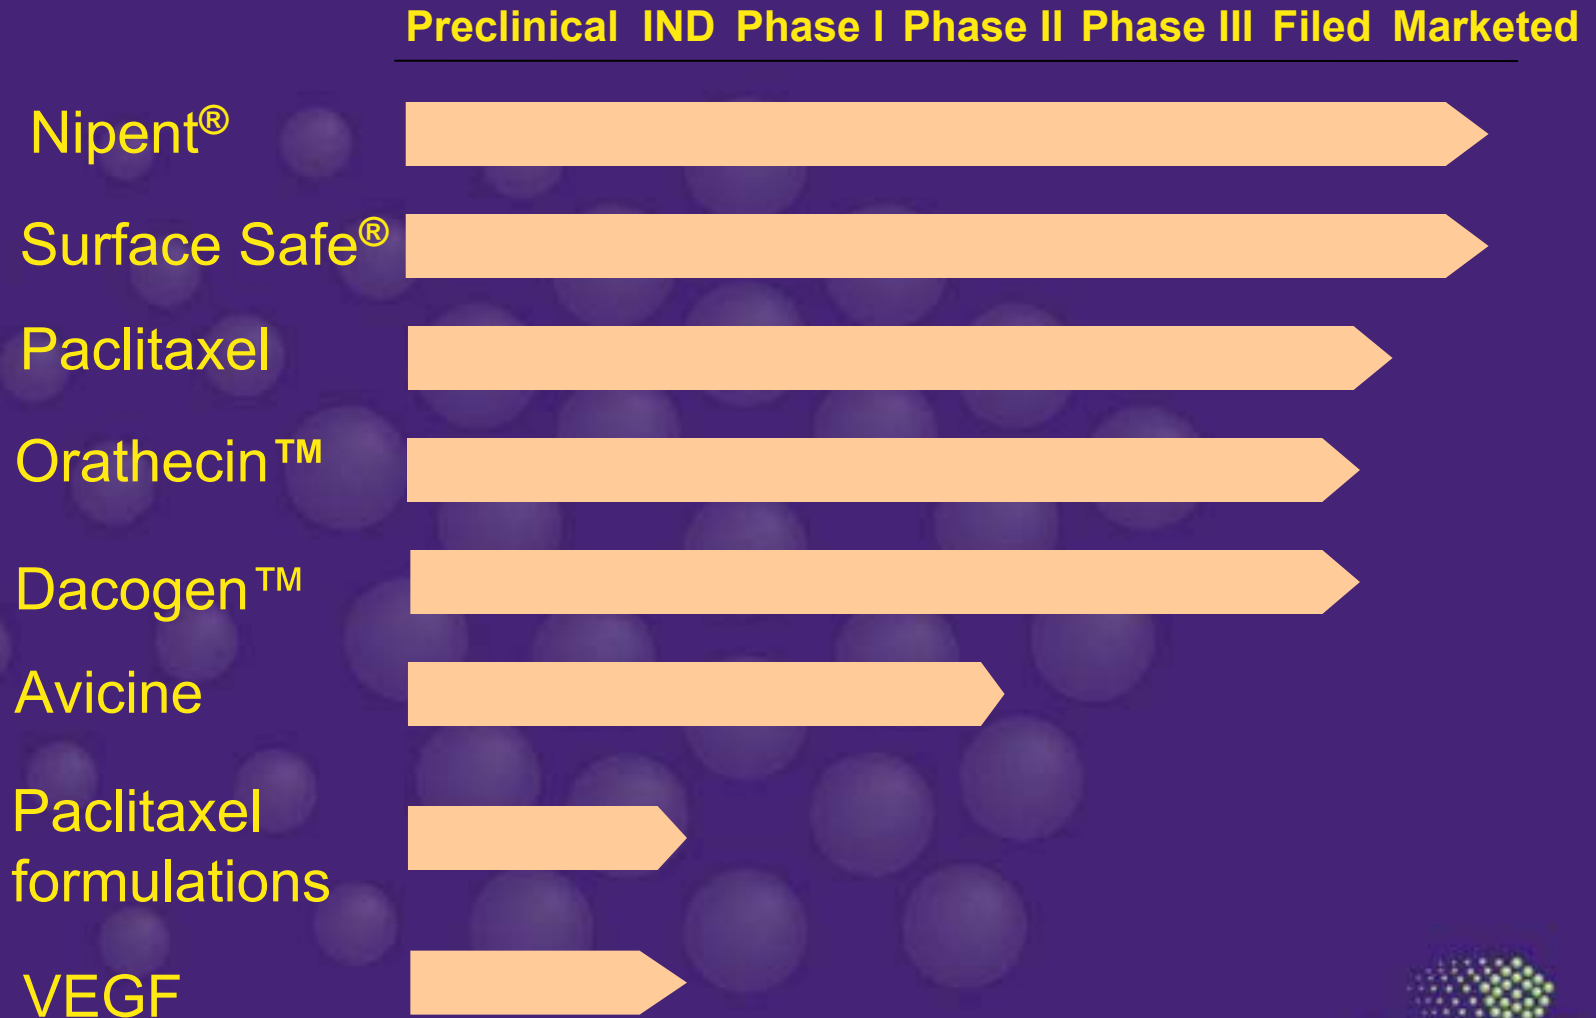 Preclinical IND Phase I Phase II Phase III Filed Marketed
Nipent®
Surface Safe®
Paclitaxel
Orathecin™
Dacogen™
Avicine
Paclitaxel
formulations
VEGF